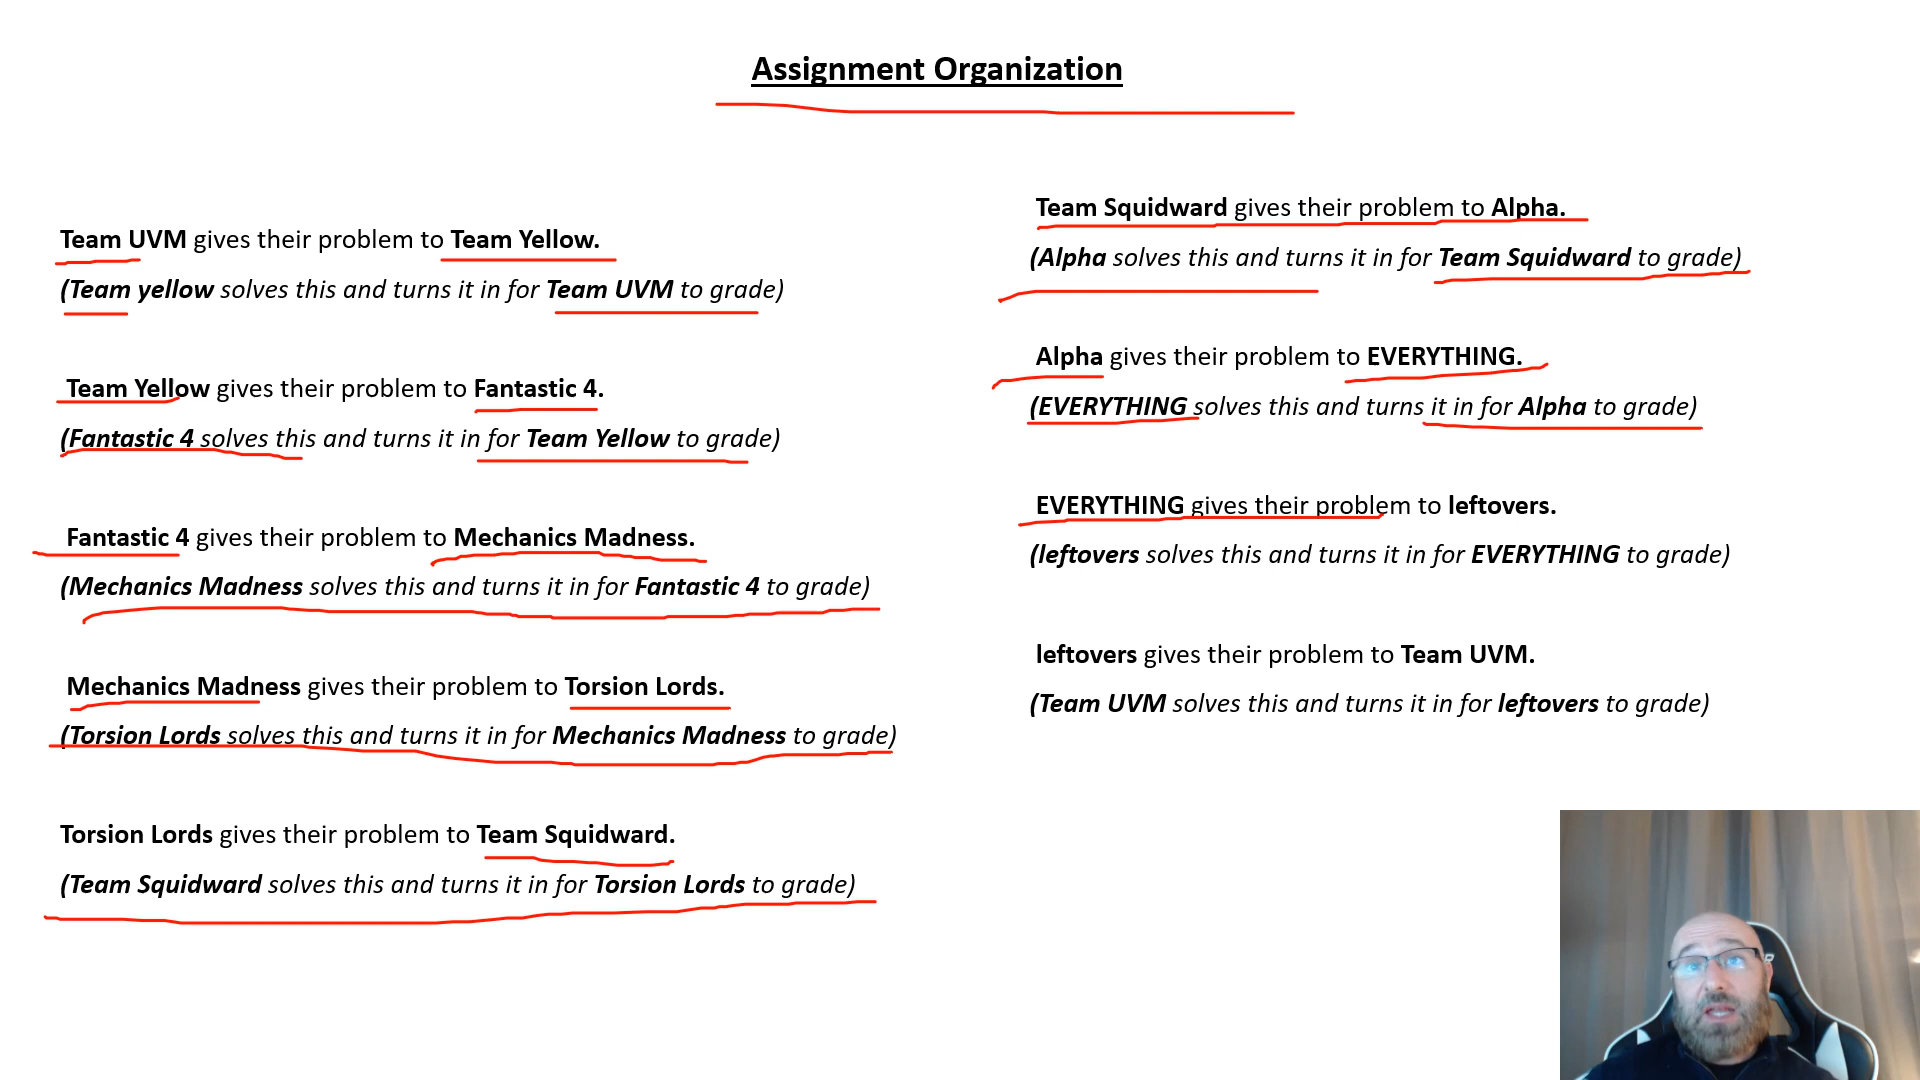 Assignment Organization
Team UVM gives their problem to Team Yellow.
(Team yellow solves this and turns it in for Team UVM to grade)
Team Yellow gives their problem to Fantastic 4.
(Fantastic 4 solves this and turns it in for Team Yellow to grade)
Fantastic 4 gives their problem to Mechanics Madness.
(Mechanics Madness solves this and turns it in for Fantastic 4 to grade)
Mechanics Madness gives their problem to Torsion Lords.
(Torsion Lords solves this and turns it in for Mechanics Madness to grade)
Torsion Lords gives their problem to Team Squidward.
(Team Squidward solves this and turns it in for Torsion Lords to grade)
Team Squidward gives their problem to Alpha.
(Alpha solves this and turns it in for Team Squidward to grade)
Alpha gives their problem to EVERYTHING.
(EVERYTHING solves this and turns it in for Alpha to grade)
EVERYTHING gives their problem to leftovers.
(leftovers solves this and turns it in for EVERYTHING to grade)
leftovers gives their problem to Team UVM.
(Team UVM solves this and turns it in for leftovers to grade)